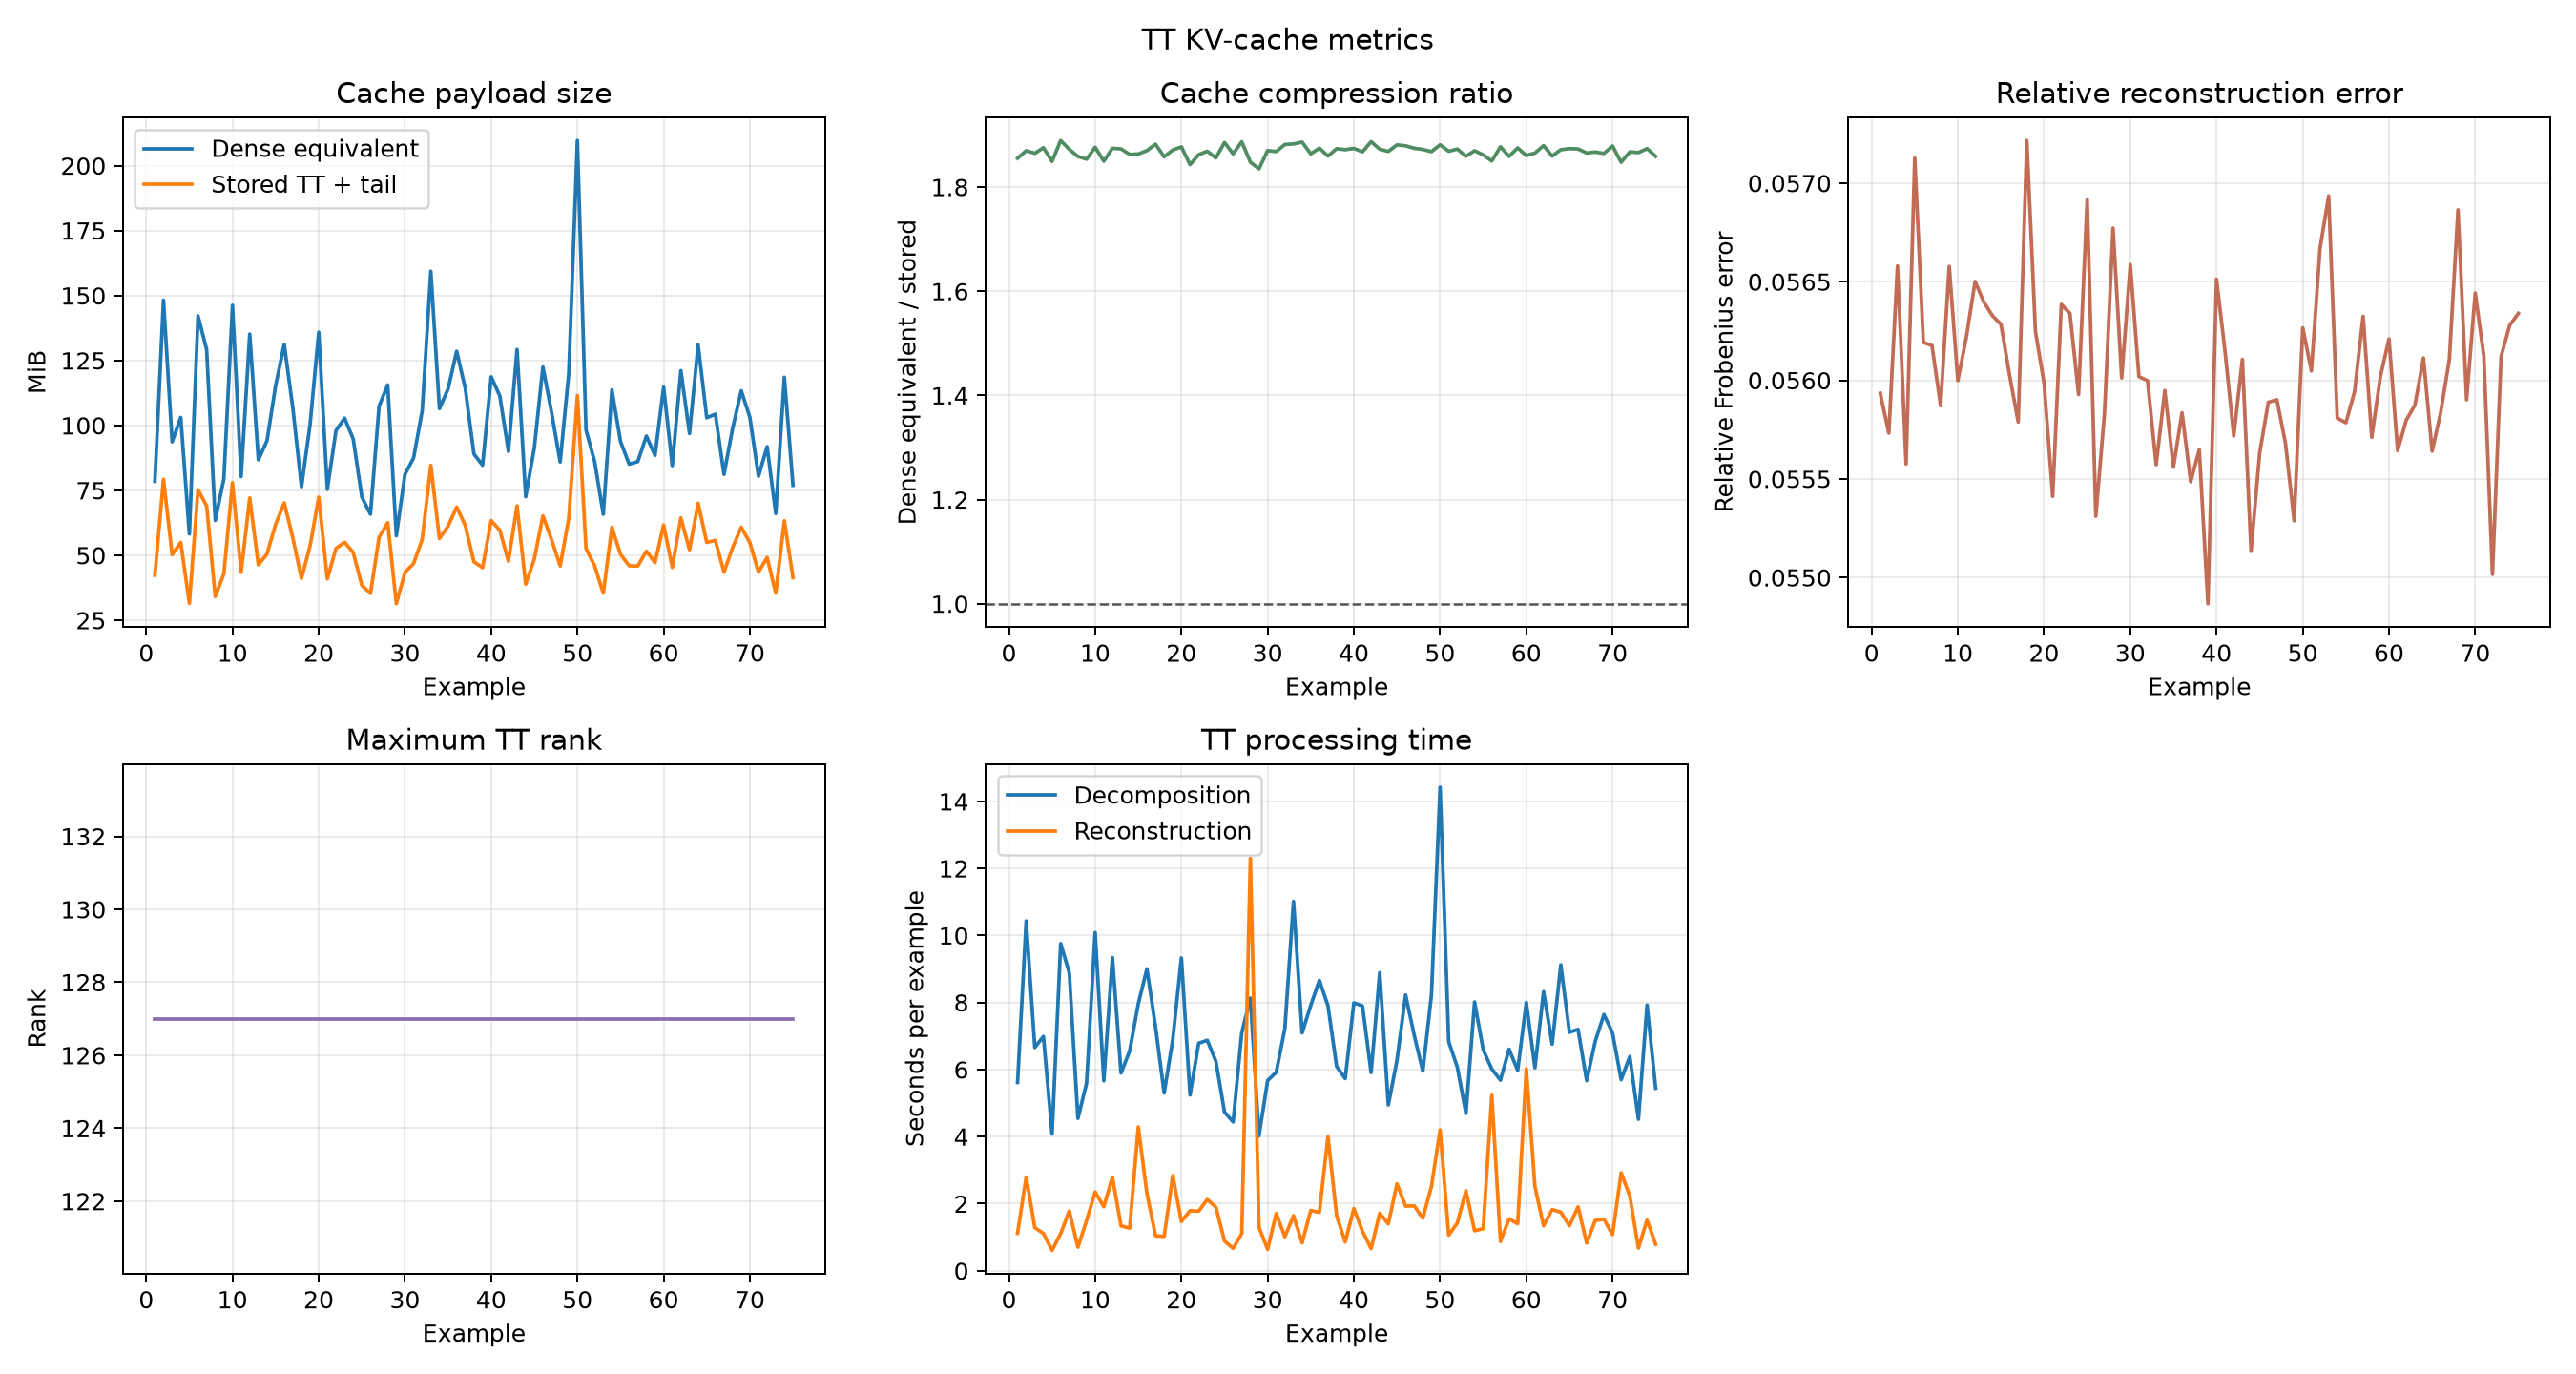 TT KV-cache metrics
Cache payload size
Dense equivalent
Stored TT + tail
MiB
200
175
150
125
100
75
50
25
0 10 20 30 40 50 60 70
Example
Cache compression ratio
Dense equivalent / stored
1.8
1.6
1.4
1.2
1.0
0 10 20 30 40 50 60 70
Example
Relative reconstruction error
Relative Frobenius error
0.0570
0.0565
0.0560
0.0555
0.0550
0 10 20 30 40 50 60 70
Example
Maximum TT rank
Rank
132
130
128
126
124
122
0 10 20 30 40 50 60 70
Example
TT processing time
Decomposition
Reconstruction
Seconds per example
14
12
10
8
6
4
2
0
0 10 20 30 40 50 60 70
Example